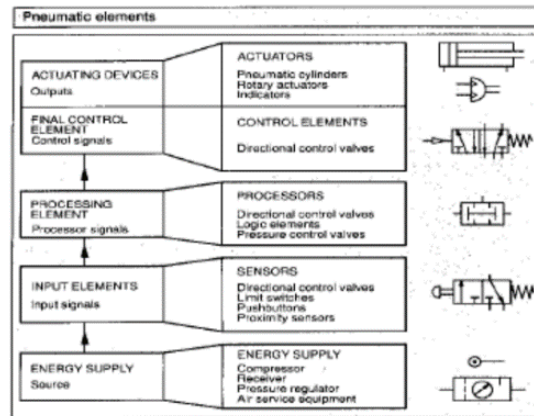 Pneumatic elements
ACTUATING DEVICES
Outputs
ACTUATORS
Pneumatic cylinders
Rotary actuators
Indicators
FINAL CONTROL
ELEMENT
Control signals
CONTROL ELEMENTS
Directional control valves
PROCESSING
ELEMENT
Processor signals
PROCESSORS
Directional control valves
Logic elements
Pressure control valves
INPUT ELEMENTS
Input signals
SENSORS
Directional control valves
Limit switches
Pushbuttons
Proximity sensors
ENERGY SUPPLY
Source
ENERGY SUPPLY
Compressor
Receiver
Pressure regulator
Air service equipment